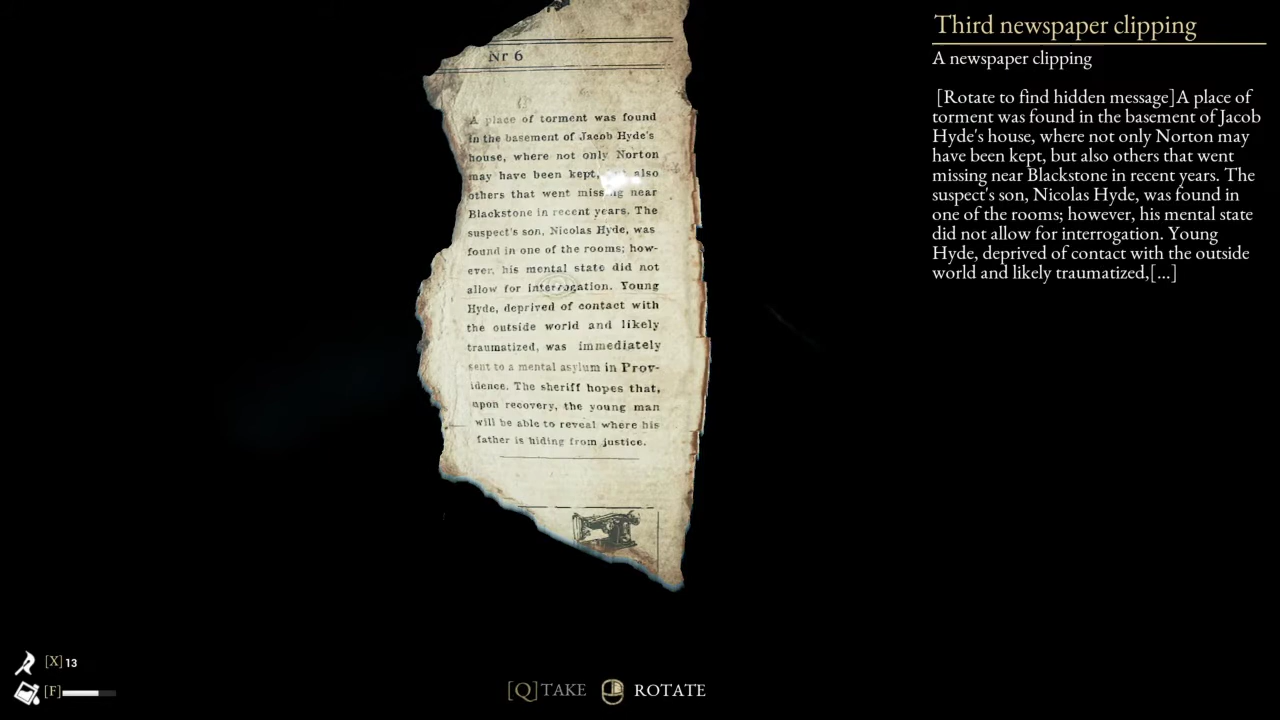 Nr 6
A place of torment was found
in the basement of Jacob Hyde's
house, where not only Norton
may have been kept, but also
others that went missing near
Blackstone in recent years. The
suspect's son, Nicolas Hyde, was
found in one of the rooms; how-
ever, his mental state did not
allow for interrogation. Young
Hyde, deprived of contact with
the outside world and likely
traumatized, was immediately
sent to a mental asylum in Prov-
idence. The sheriff hopes that,
upon recovery, the young man
will be able to reveal where his
father is hiding from justice.
Third newspaper clipping
A newspaper clipping
[Rotate to find hidden message]A place of
torment was found in the basement of Jacob
Hyde's house, where not only Norton may
have been kept, but also others that went
missing near Blackstone in recent years. The
suspect's son, Nicolas Hyde, was found in
one of the rooms; however, his mental state
did not allow for interrogation. Young
Hyde, deprived of contact with the outside
world and likely traumatized,[...]
[X] 13
[F]
[Q] TAKE ROTATE